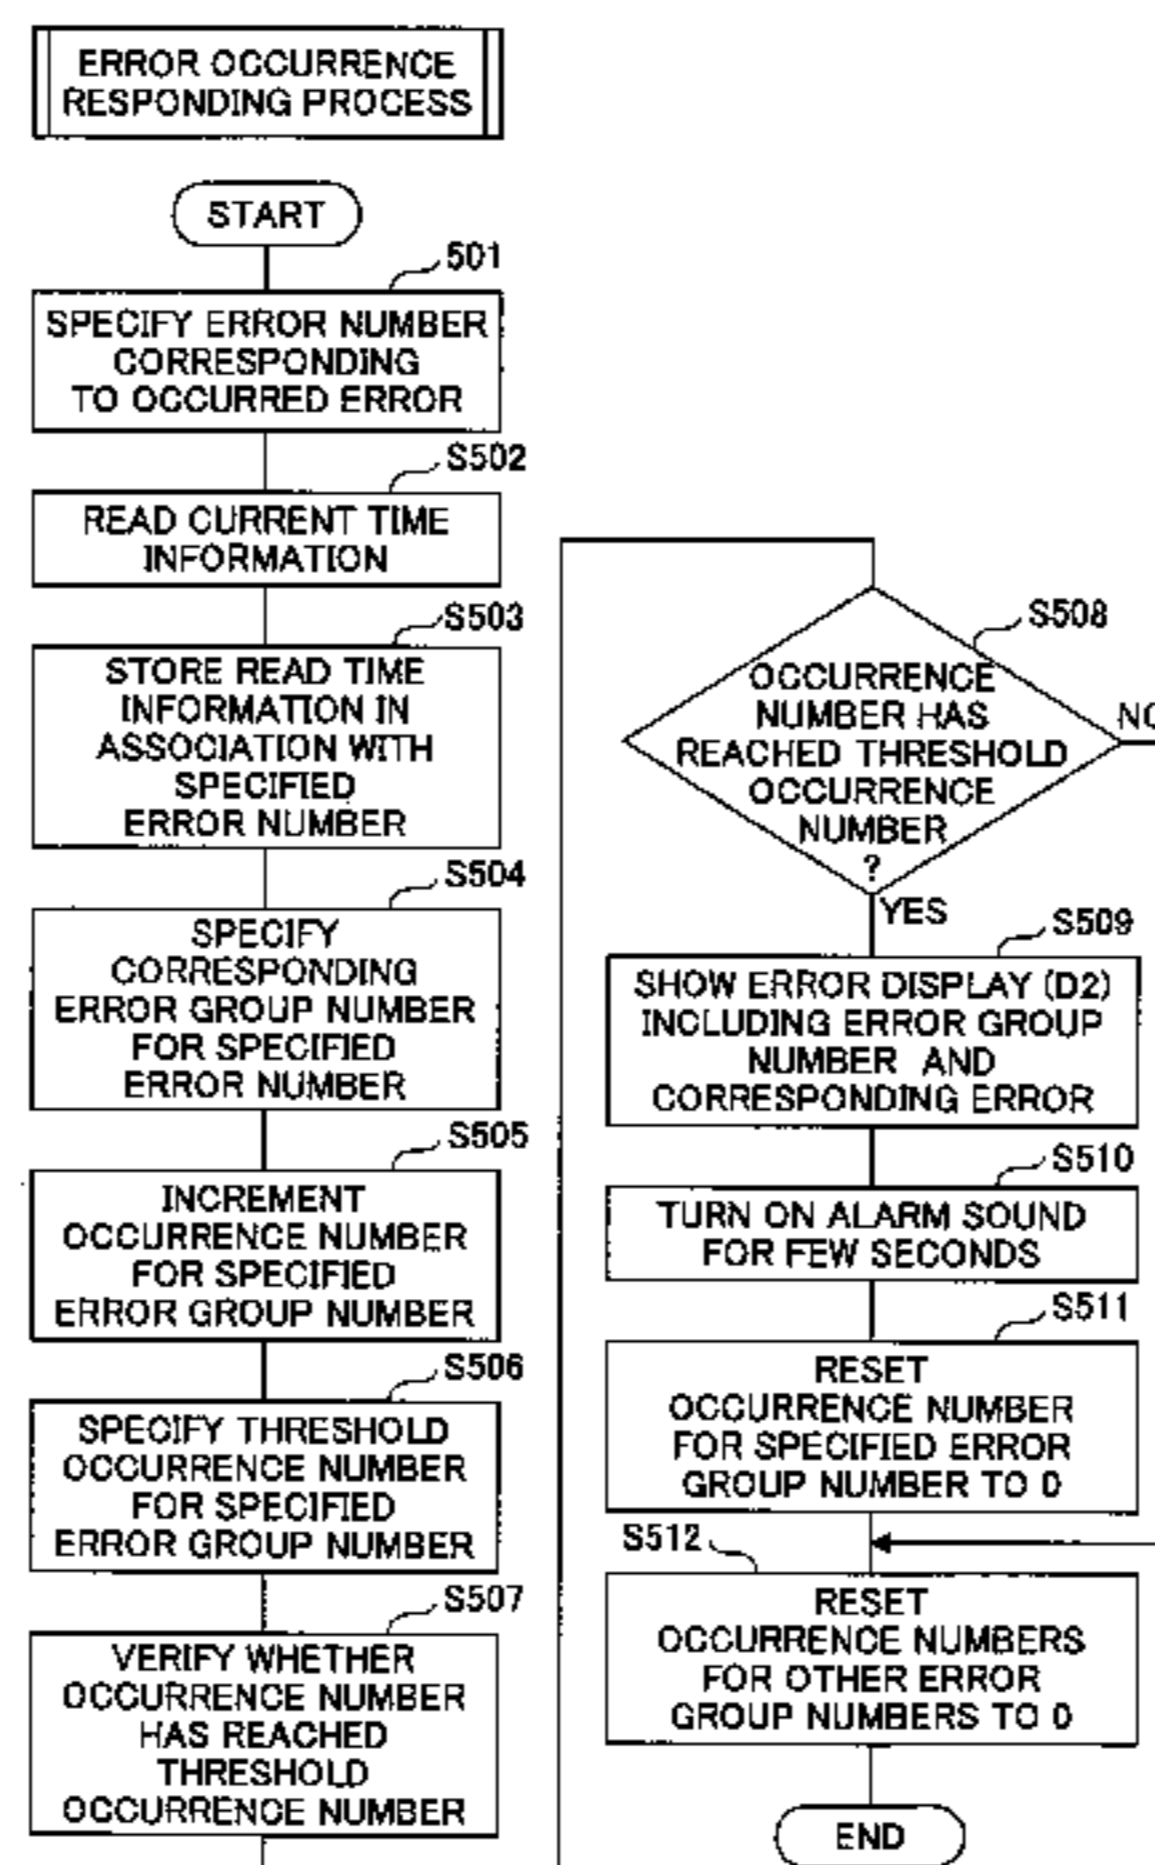 ERROR OCCURRENCE
RESPONDING PROCESS
START
501
SPECIFY ERROR NUMBER
CORRESPONDING
TO OCCURRED ERROR
S502
READ CURRENT TIME
INFORMATION
S503
STORE READ TIME
INFORMATION IN
ASSOCIATION WITH
SPECIFIED
ERROR NUMBER
S504
SPECIFY
CORRESPONDING
ERROR GROUP NUMBER
FOR SPECIFIED
ERROR NUMBER
S505
INCREMENT
OCCURRENCE NUMBER
FOR SPECIFIED
ERROR GROUP NUMBER
S506
SPECIFY THRESHOLD
OCCURRENCE NUMBER
FOR SPECIFIED
ERROR GROUP NUMBER
S507
VERIFY WHETHER
OCCURRENCE NUMBER
HAS REACHED
THRESHOLD
OCCURRENCE NUMBER
S508
OCCURRENCE
NUMBER HAS
REACHED THRESHOLD
OCCURRENCE
NUMBER
?
NO
YES
S509
SHOW ERROR DISPLAY (D2)
INCLUDING ERROR GROUP
NUMBER AND
CORRESPONDING ERROR
S510
TURN ON ALARM SOUND
FOR FEW SECONDS
S511
RESET
OCCURRENCE NUMBER
FOR SPECIFIED ERROR
GROUP NUMBER TO 0
S512
RESET
OCCURRENCE NUMBERS
FOR OTHER ERROR
GROUP NUMBERS TO 0
END